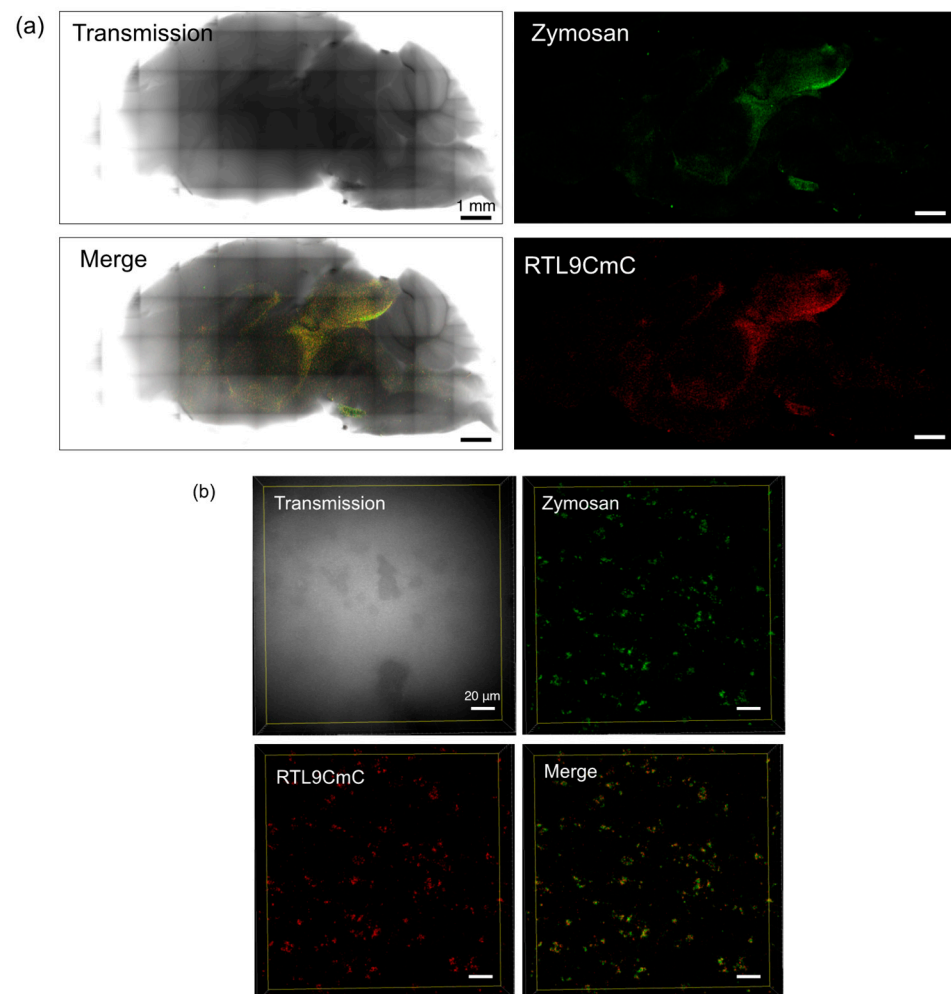 (a)
Transmission
1 mm
Zymosan
Merge
RTL9CmC
(b)
Transmission
20 μm
Zymosan
RTL9CmC
Merge